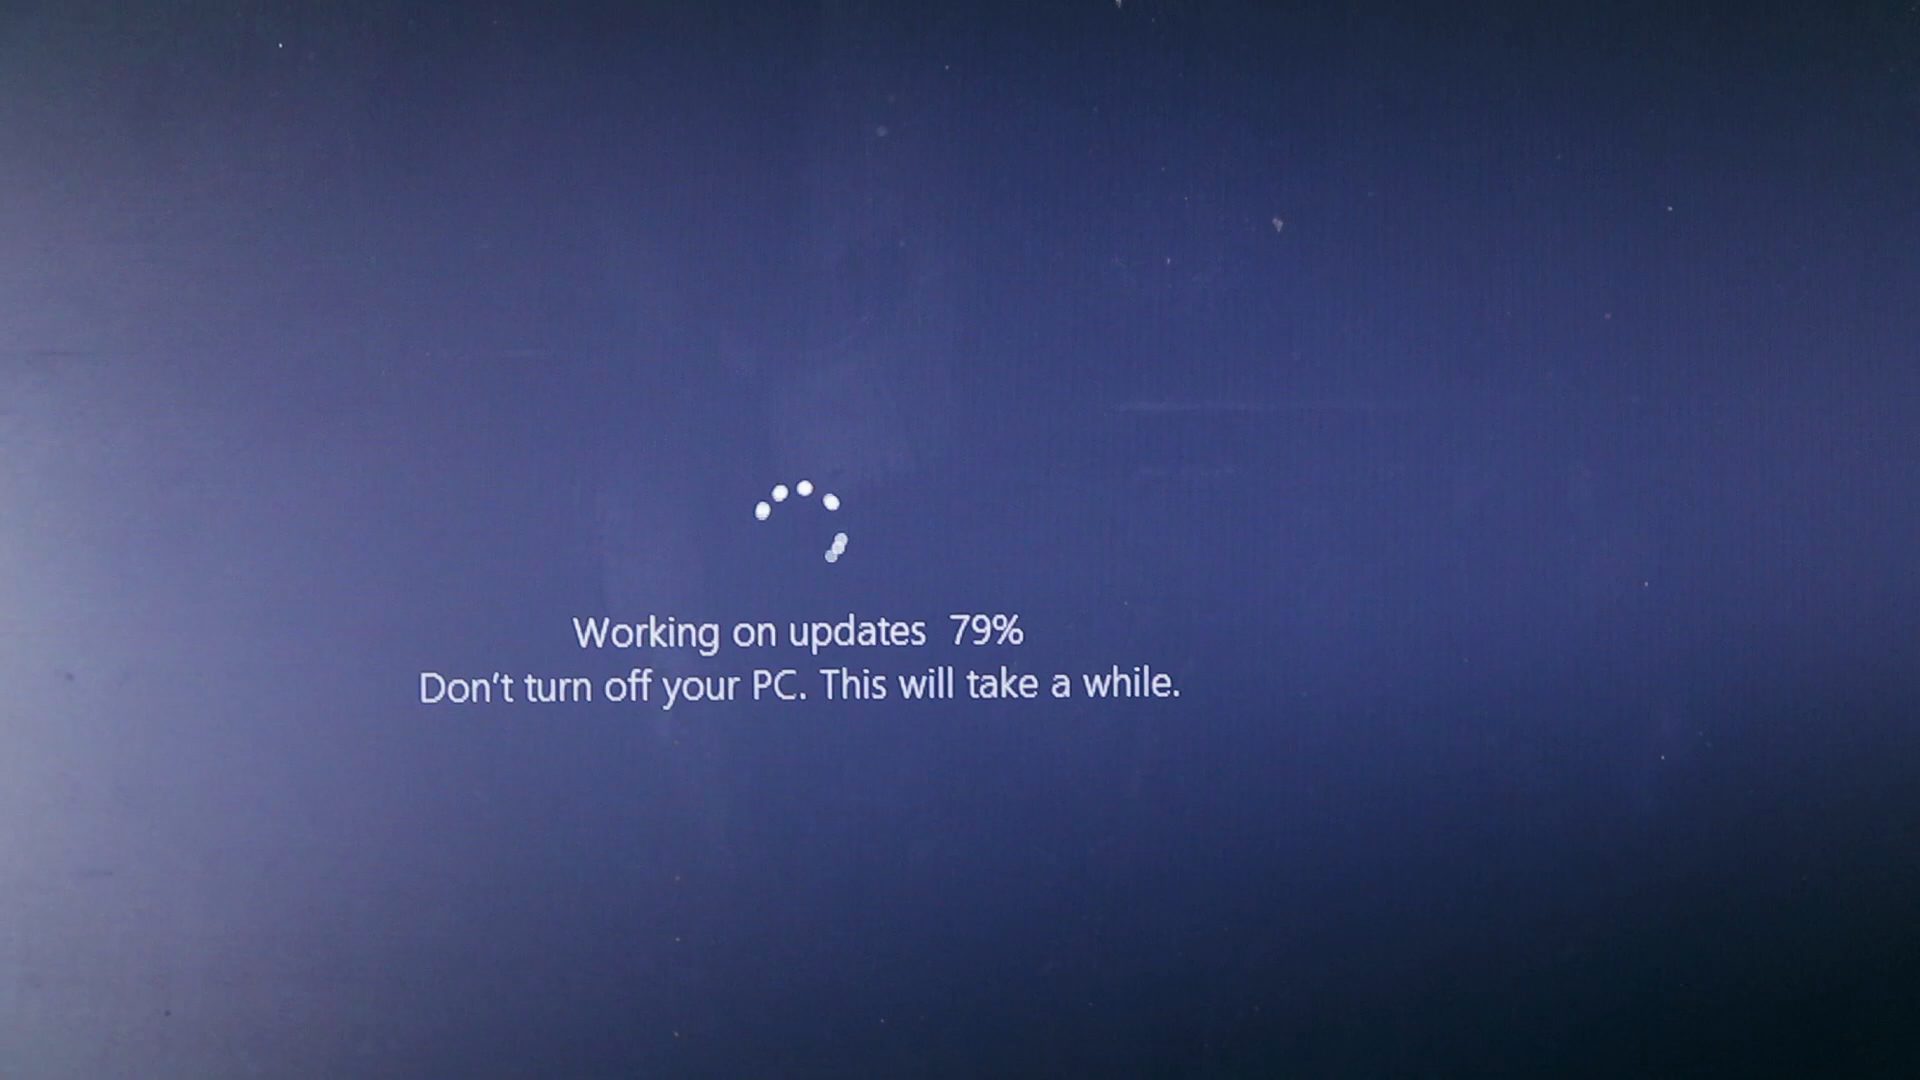 Working on updates 79%
Don't turn off your PC. This will take a while.